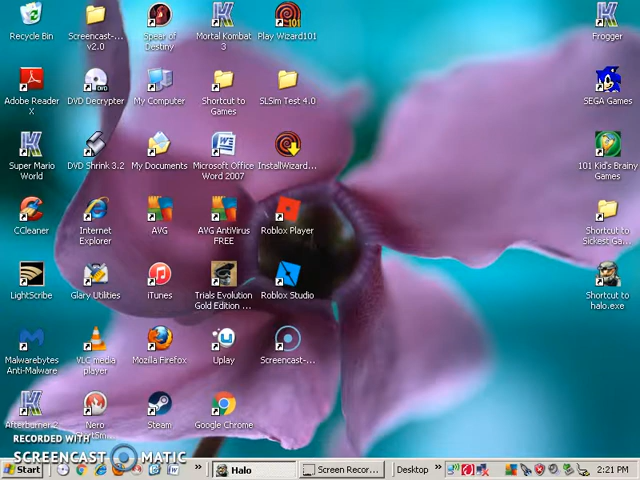 Recycle Bin
Screencast-...
v2.0
Spear of
Destiny
Mortal Kombat
3
Play Wizard101
Frogger
Adobe Reader
X
DVD Decrypter
My Computer
Shortcut to
Games
SLSim Test 4.0
SEGA Games
Super Mario
World
DVD Shrink 3.2
My Documents
Microsoft Office
Word 2007
InstallWizard...
101 Kid's Brainy
Games
CCleaner
Internet
Explorer
AVG
AVG AntiVirus
FREE
Roblox Player
Shortcut to
Sickest Ga...
LightScribe
Glary Utilities
iTunes
Trials Evolution
Gold Edition ...
Roblox Studio
Shortcut to
halo.exe
Malwarebytes
Anti-Malware
VLC media
player
Mozilla Firefox
Uplay
Screencast-...
Afterburner 2
Nero
Steam
Google Chrome
RECORDED WITH
SCREENCAST MATIC
Start
Halo
Screen Recor...
Desktop
2:21 PM